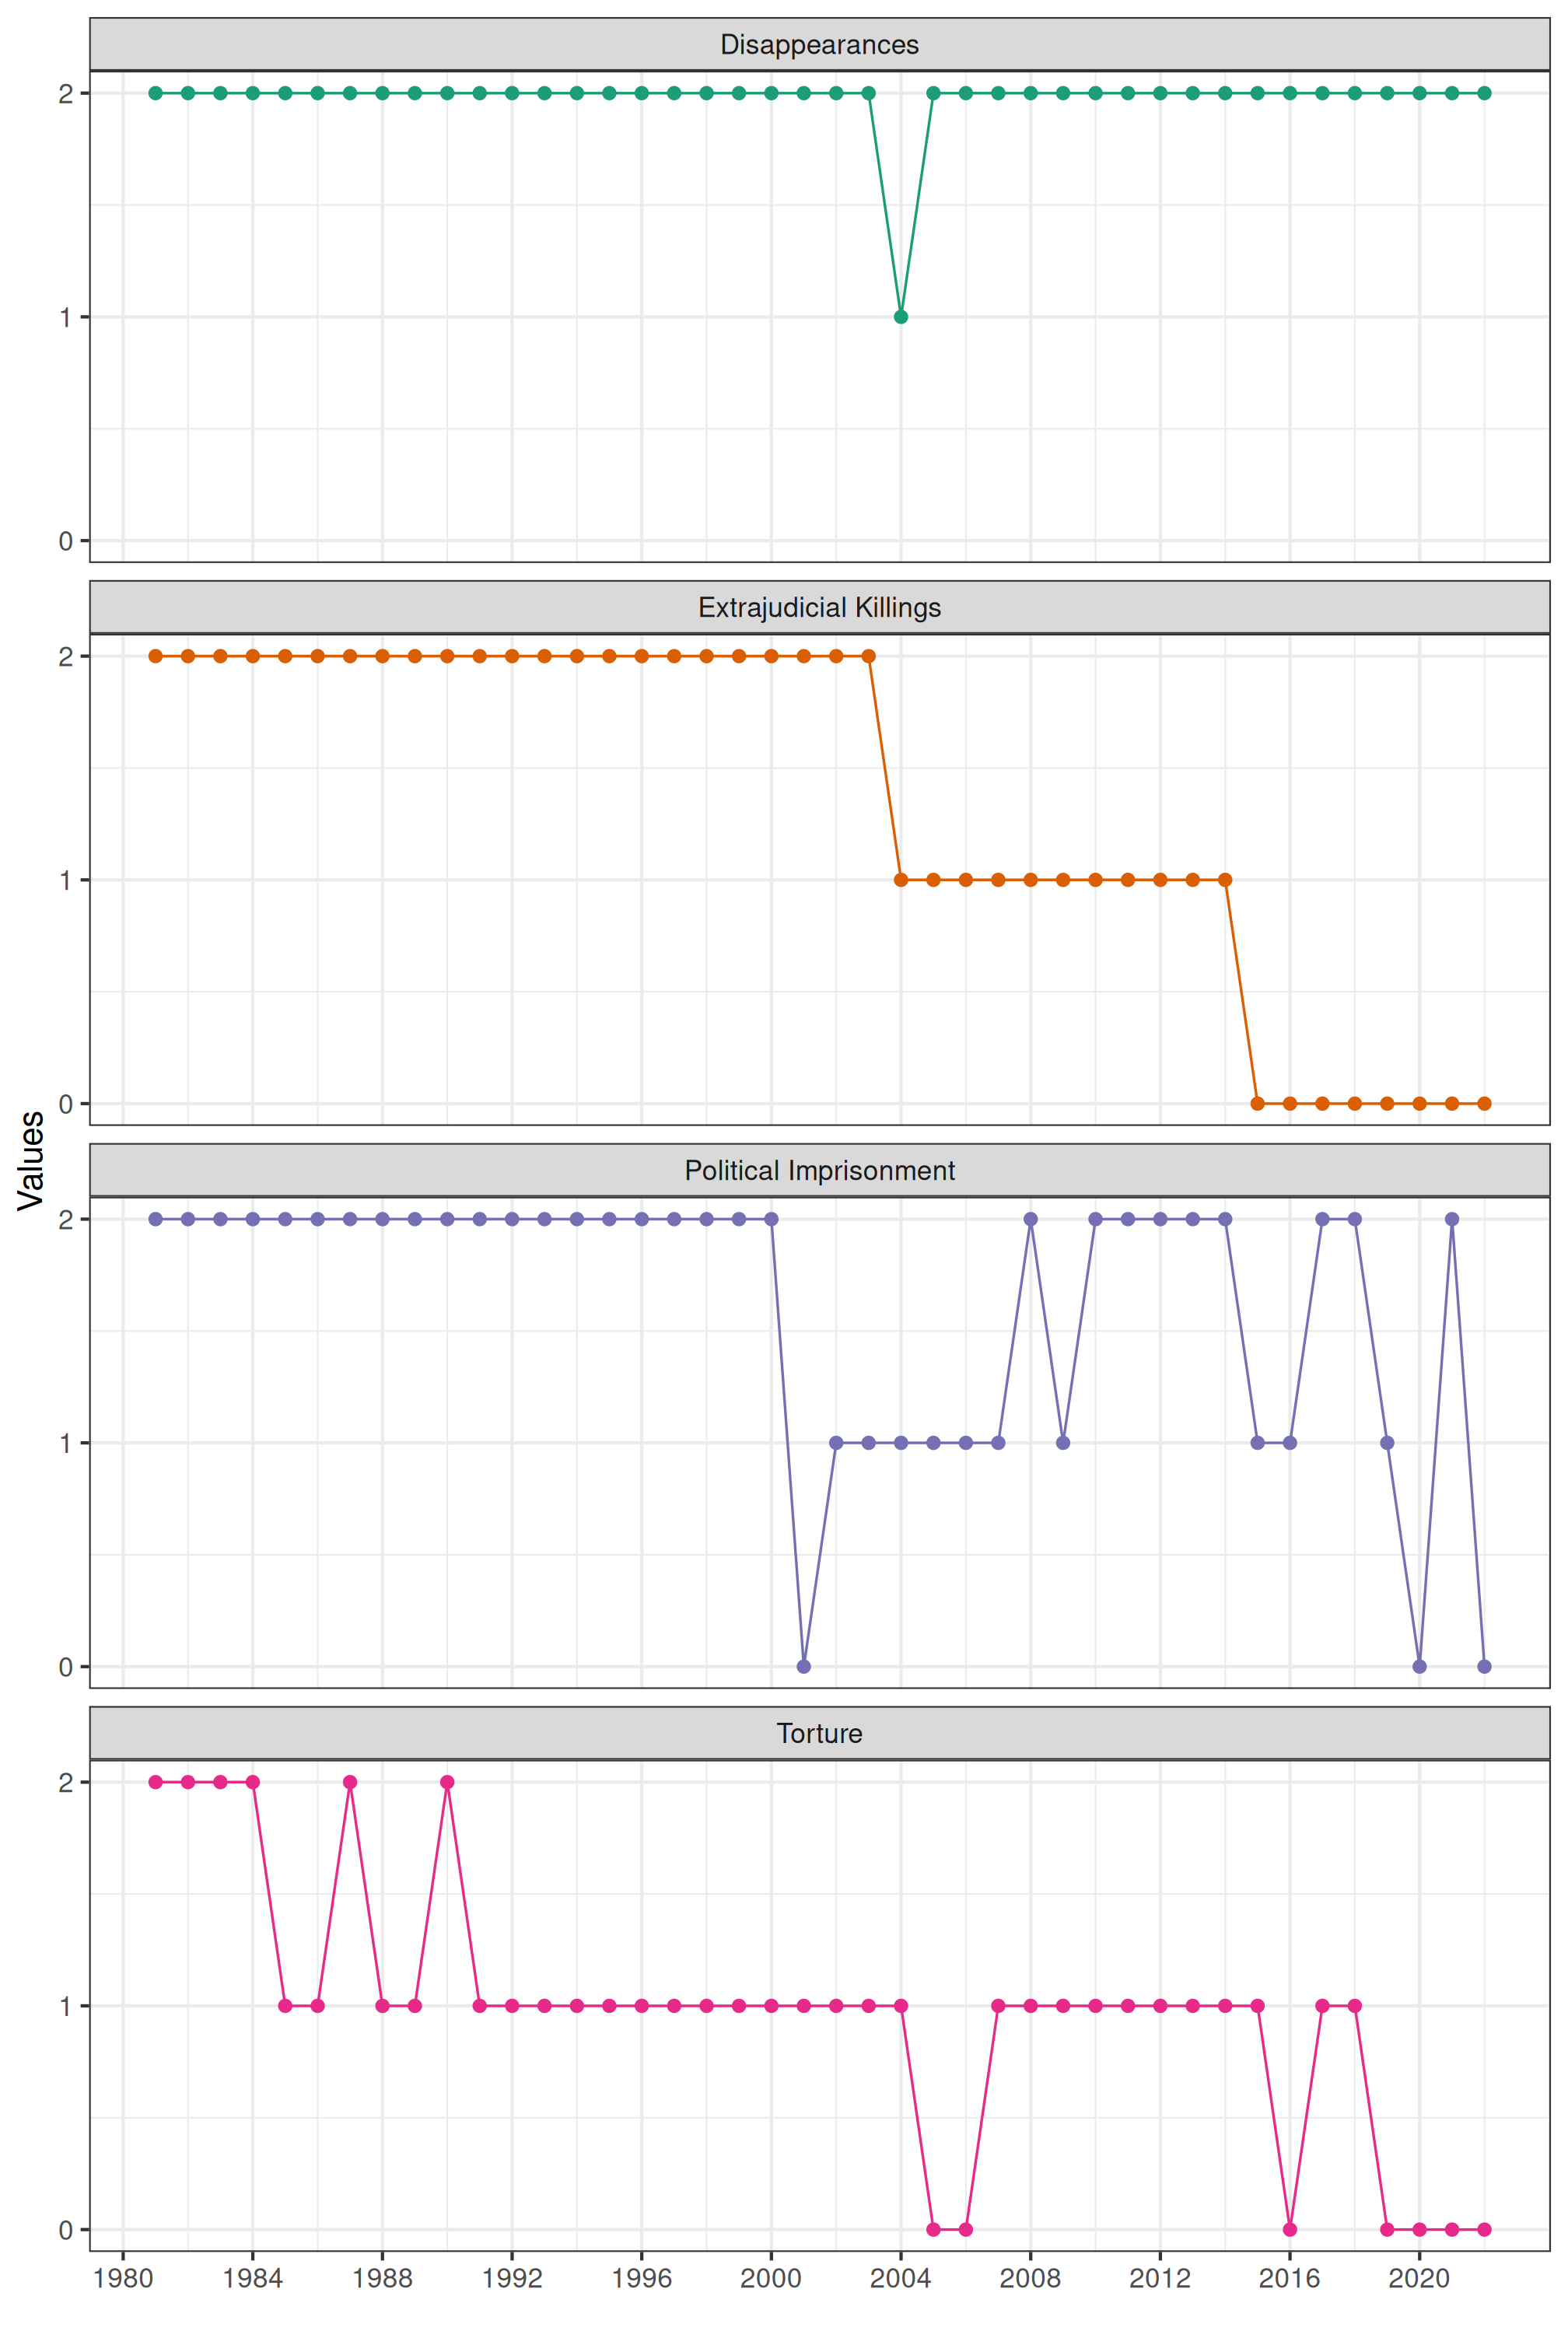 Disappearances
2
1
0
Extrajudicial Killings
2
1
0
Values
Political Imprisonment
2
1
0
Torture
2
1
0
1980 1984 1988 1992 1996 2000 2004 2008 2012 2016 2020